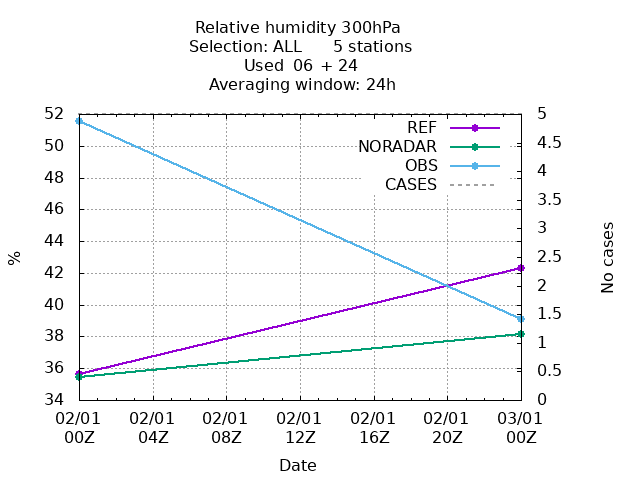 Relative humidity 300hPa
Selection: ALL 5 stations
Used 06 + 24
Averaging window: 24h
52 5
REF
NORADAR
OBS
CASES
50 4.5
48 4
46 3.5
44 3
42 2.5
40 2
38 1.5
36 1
34 0.5
0
%
No cases
02/01 02/01 02/01 02/01 02/01 02/01 03/01
00Z 04Z 08Z 12Z 16Z 20Z 00Z
Date